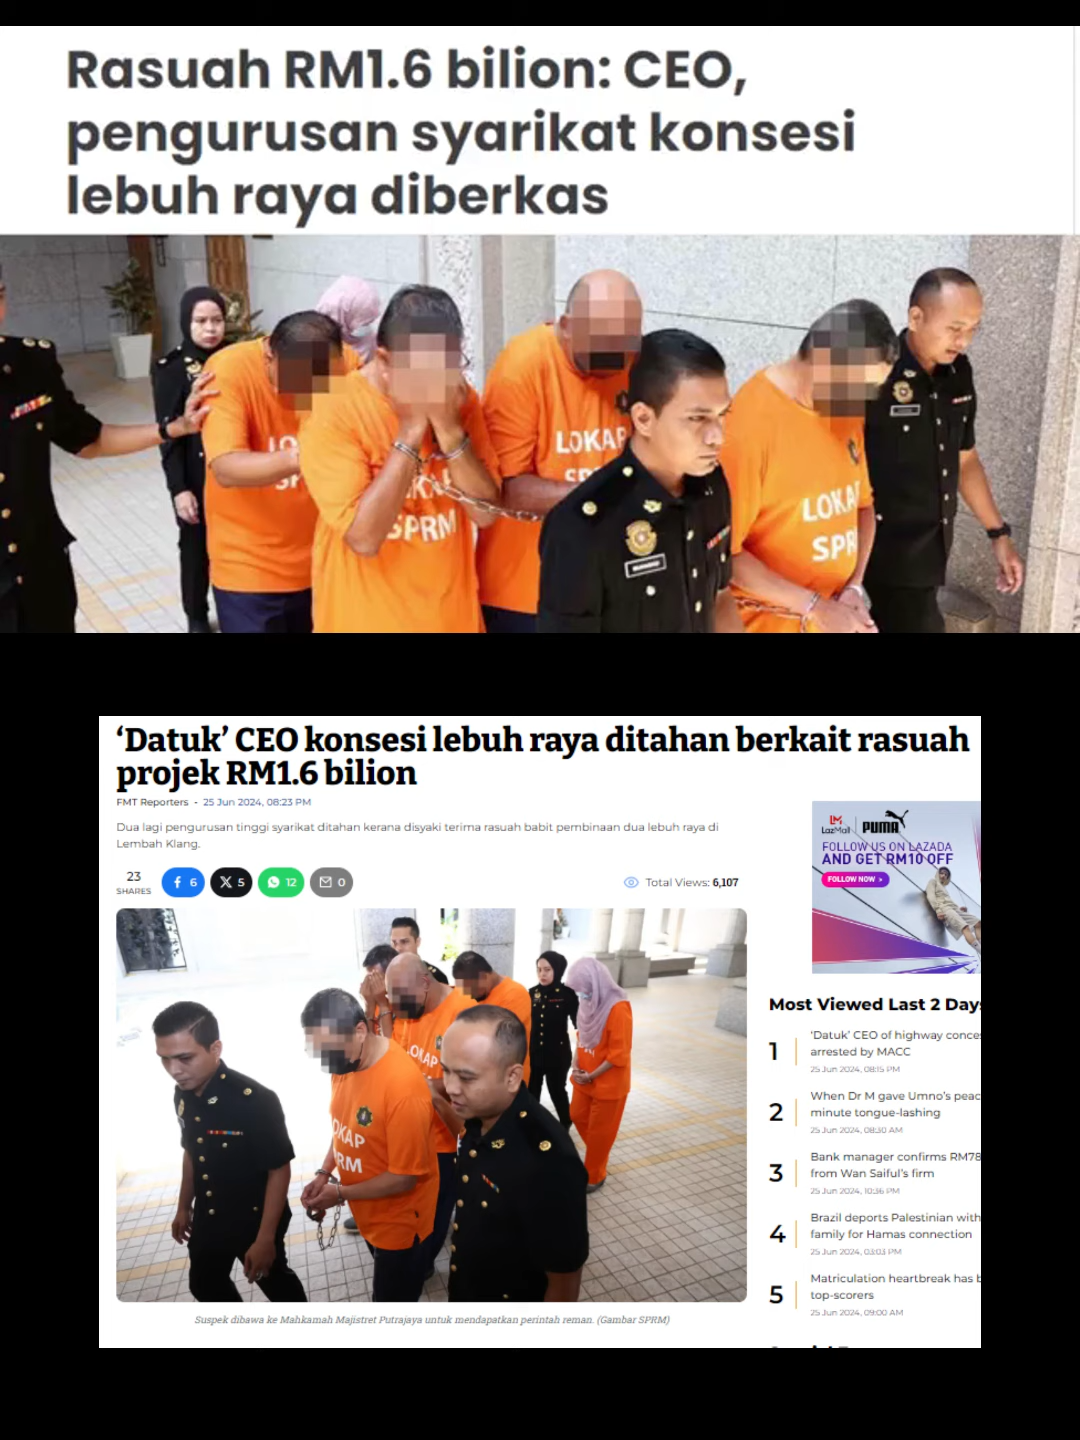 Rasuah RM1.6 bilion: CEO,
pengurusan syarikat konsesi
lebuh raya diberkas
LOKAP
SPRM
LOKAP
LOKA
SPR
‘Datuk’ CEO konsesi lebuh raya ditahan berkait rasuah
projek RM1.6 bilion
FMT Reporters - 25 Jun 2024, 08:23 PM
Dua lagi pengurusan tinggi syarikat ditahan kerana disyaki terima rasuah babit pembinaan dua lebuh raya di
Lembah Klang.
23
SHARES
6
5
12
0
Total Views: 6,107
LazMall
PUMA
FOLLOW US ON LAZADA
AND GET RM10 OFF
FOLLOW NOW >
Most Viewed Last 2 Days
1
‘Datuk’ CEO of highway conce
arrested by MACC
25 Jun 2024, 08:15 PM
2
When Dr M gave Umno’s peac
minute tongue-lashing
25 Jun 2024, 08:30 AM
3
Bank manager confirms RM78
from Wan Saiful’s firm
25 Jun 2024, 10:36 PM
4
Brazil deports Palestinian with
family for Hamas connection
25 Jun 2024, 03:03 PM
5
Matriculation heartbreak has b
top-scorers
25 Jun 2024, 09:00 AM
LOKAP
OKAP
RM
Suspek dibawa ke Mahkamah Majistret Putrajaya untuk mendapatkan perintah reman. (Gambar SPRM)